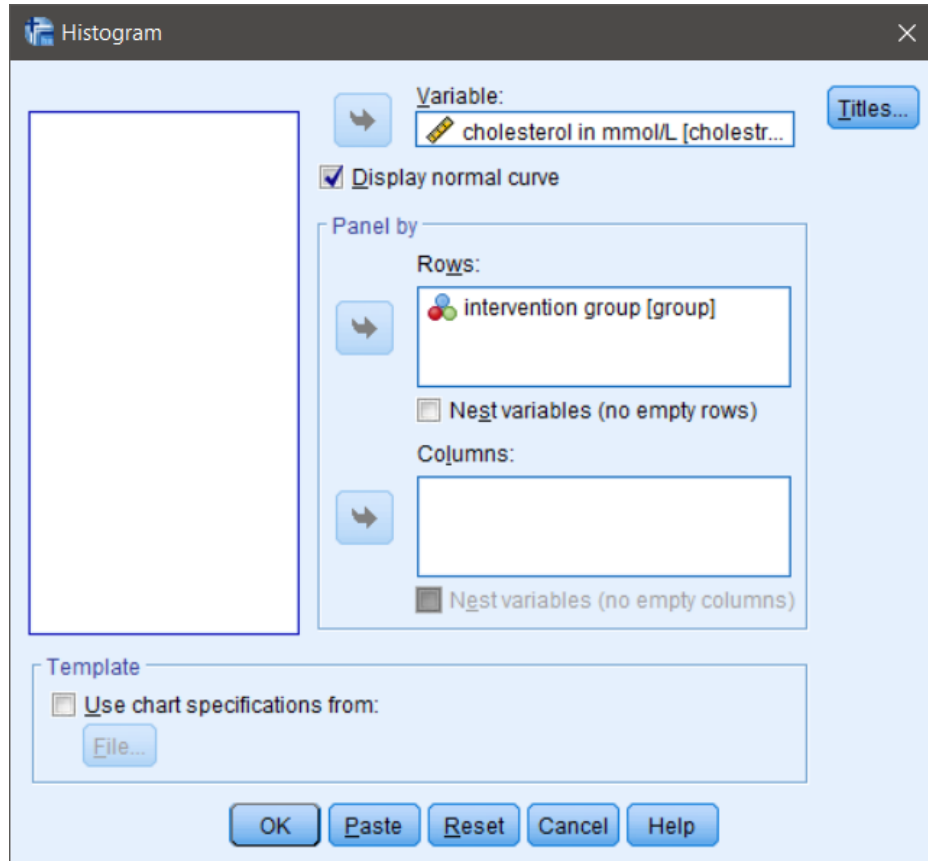 Histogram
Variable:
Titles...
cholesterol in mmol/L [cholestr...
Display normal curve
Panel by
Rows:
intervention group [group]
Nest variables (no empty rows)
Columns:
Nest variables (no empty columns)
Template
Use chart specifications from:
File...
OK Paste Reset Cancel Help